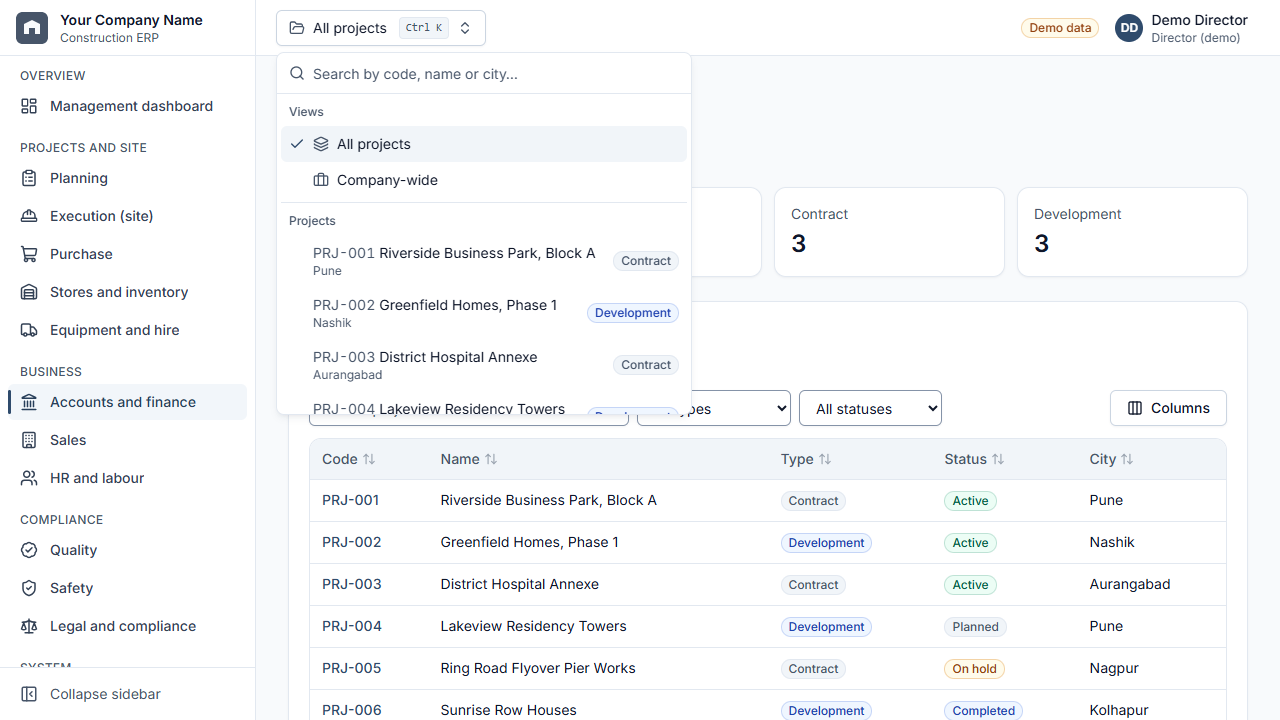 Your Company Name
Construction ERP
All projects Ctrl K
Demo data
DD
Demo Director
Director (demo)
OVERVIEW
Management dashboard
PROJECTS AND SITE
Planning
Execution (site)
Purchase
Stores and inventory
Equipment and hire
BUSINESS
Accounts and finance
Sales
HR and labour
COMPLIANCE
Quality
Safety
Legal and compliance
SYSTEM
Collapse sidebar
Search by code, name or city...
Views
All projects
Company-wide
Projects
PRJ-001 Riverside Business Park, Block A Contract
Pune
PRJ-002 Greenfield Homes, Phase 1 Development
Nashik
PRJ-003 District Hospital Annexe Contract
Aurangabad
PRJ-004 Lakeview Residency Towers
Contract
3
Development
3
All statuses
Columns
Code Name Type Status City
PRJ-001 Riverside Business Park, Block A Contract Active Pune
PRJ-002 Greenfield Homes, Phase 1 Development Active Nashik
PRJ-003 District Hospital Annexe Contract Active Aurangabad
PRJ-004 Lakeview Residency Towers Development Planned Pune
PRJ-005 Ring Road Flyover Pier Works Contract On hold Nagpur
PRJ-006 Sunrise Row Houses Development Completed Kolhapur